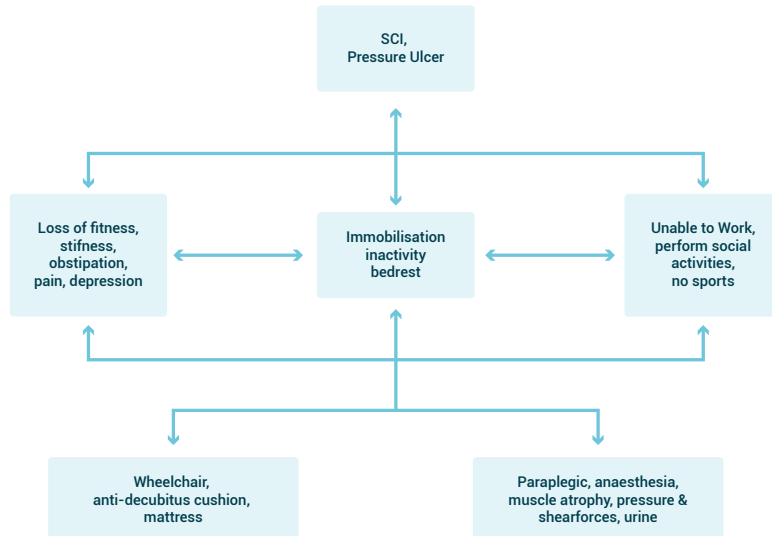 SCI,
Pressure Ulcer
Loss of fitness,
stifness,
obstipation,
pain, depression
Immobilisation
inactivity
bedrest
Unable to Work,
perform social
activities,
no sports
Wheelchair,
anti-decubitus cushion,
mattress
Paraplegic, anaesthesia,
muscle atrophy, pressure &
shearforces, urine